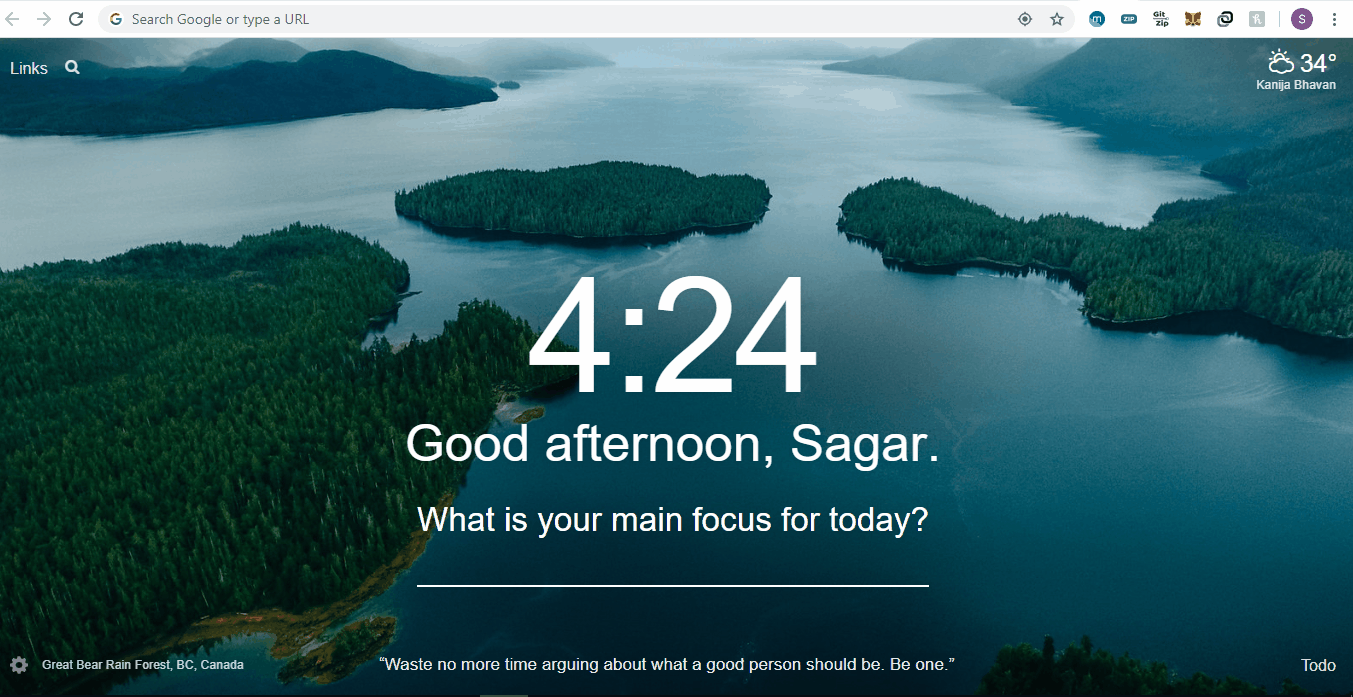 Search Google or type a URL
m
ZIP
Git
zip
S
Links
34°
Kanija Bhavan
4:24
Good afternoon, Sagar.
What is your main focus for today?
Great Bear Rain Forest, BC, Canada
“Waste no more time arguing about what a good person should be. Be one.”
Todo